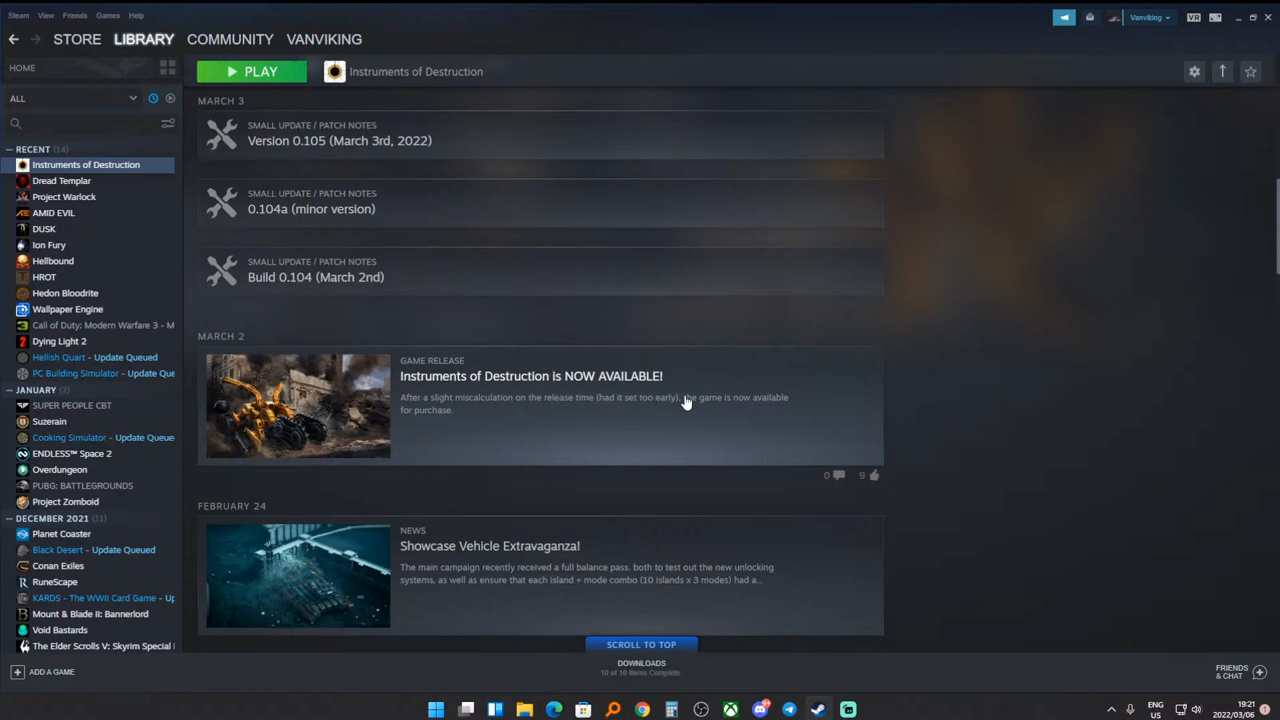 Steam View Friends Games Help
Vanviking
VR
STORE LIBRARY COMMUNITY VANVIKING
HOME
PLAY
Instruments of Destruction
ALL
RECENT (14)
Instruments of Destruction
Dread Templar
Project Warlock
AMID EVIL
DUSK
Ion Fury
Hellbound
HROT
Hedon Bloodrite
Wallpaper Engine
Call of Duty: Modern Warfare 3 - M
Dying Light 2
Hellish Quart - Update Queued
PC Building Simulator - Update Que
JANUARY (7)
SUPER PEOPLE CBT
Suzerain
Cooking Simulator - Update Queue
ENDLESS™ Space 2
Overdungeon
PUBG: BATTLEGROUNDS
Project Zomboid
DECEMBER 2021 (11)
Planet Coaster
Black Desert - Update Queued
Conan Exiles
RuneScape
KARDS - The WWII Card Game - Up
Mount & Blade II: Bannerlord
Void Bastards
The Elder Scrolls V: Skyrim Special
MARCH 3
SMALL UPDATE / PATCH NOTES
Version 0.105 (March 3rd, 2022)
SMALL UPDATE / PATCH NOTES
0.104a (minor version)
SMALL UPDATE / PATCH NOTES
Build 0.104 (March 2nd)
MARCH 2
GAME RELEASE
Instruments of Destruction is NOW AVAILABLE!
After a slight miscalculation on the release time (had it set too early), the game is now available
for purchase.
0 9
FEBRUARY 24
NEWS
Showcase Vehicle Extravaganza!
The main campaign recently received a full balance pass. both to test out the new unlocking
systems, as well as ensure that each island + mode combo (10 islands x 3 modes) had a...
SCROLL TO TOP
ADD A GAME
DOWNLOADS
10 of 10 Items Complete
FRIENDS
& CHAT
ENG
US
19:21
2022/03/06